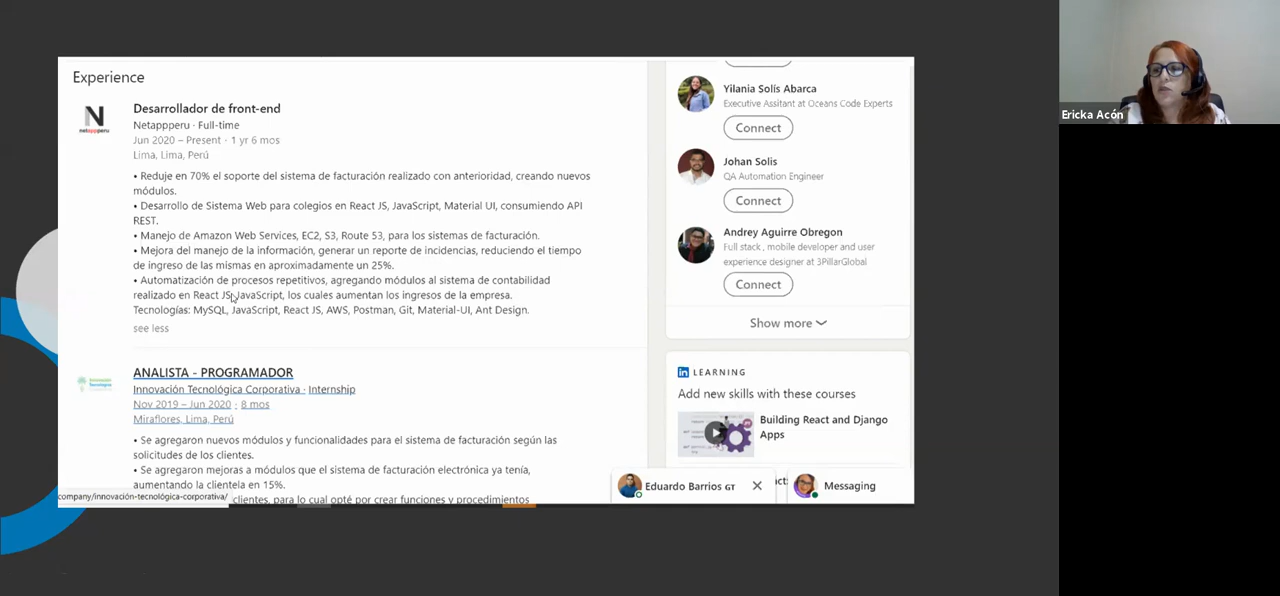 Experience
Desarrollador de front-end
N
netappperu
Netappperu · Full-time
Jun 2020 – Present · 1 yr 6 mos
Lima, Lima, Perú
• Reduje en 70% el soporte del sistema de facturación realizado con anterioridad, creando nuevos
módulos.
• Desarrollo de Sistema Web para colegios en React JS, JavaScript, Material UI, consumiendo API
REST.
• Manejo de Amazon Web Services, EC2, S3, Route 53, para los sistemas de facturación.
• Mejora del manejo de la información, generar un reporte de incidencias, reduciendo el tiempo
de ingreso de las mismas en aproximadamente un 25%.
• Automatización de procesos repetitivos, agregando módulos al sistema de contabilidad
realizado en React JS, JavaScript, los cuales aumentan los ingresos de la empresa.
Tecnologías: MySQL, JavaScript, React JS, AWS, Postman, Git, Material-UI, Ant Design.
see less
ANALISTA - PROGRAMADOR
Innovación Tecnológica Corporativa · Internship
Nov 2019 – Jun 2020 · 8 mos
Miraflores, Lima, Perú
• Se agregaron nuevos módulos y funcionalidades para el sistema de facturación según las
solicitudes de los clientes.
• Se agregaron mejoras a módulos que el sistema de facturación electrónica ya tenía,
aumentando la clientela en 15%.
clientes, para lo cual opté por crear funciones y procedimientos
company/innovación-tecnológica-corporativa/
Yilania Solís Abarca
Executive Assitant at Oceans Code Experts
Connect
Johan Solis
QA Automation Engineer
Connect
Andrey Aguirre Obregon
Full stack , mobile developer and user
experience designer at 3PillarGlobal
Connect
Show more
in LEARNING
Add new skills with these courses
Building React and Django
Apps
Eduardo Barrios GT
Messaging
Ericka Acón